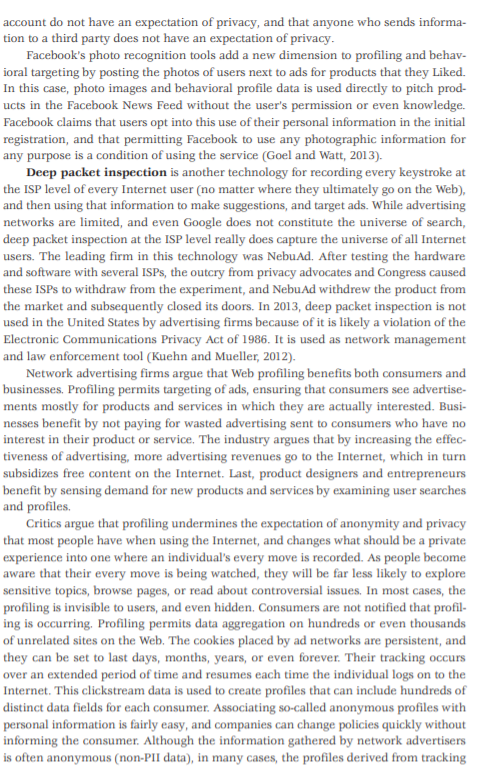 account do not have an expectation of privacy, and that anyone who sends informa-
tion to a third party does not have an expectation of privacy.
Facebook's photo recognition tools add a new dimension to profiling and behav-
ioral targeting by posting the photos of users next to ads for products that they Liked.
In this case, photo images and behavioral profile data is used directly to pitch prod-
ucts in the Facebook News Feed without the user's permission or even knowledge.
Facebook claims that users opt into this use of their personal information in the initial
registration, and that permitting Facebook to use any photographic information for
any purpose is a condition of using the service (Goel and Watt, 2013).
Deep packet inspection is another technology for recording every keystroke at
the ISP level of every Internet user (no matter where they ultimately go on the Web),
and then using that information to make suggestions, and target ads. While advertising
networks are limited, and even Google does not constitute the universe of search,
deep packet inspection at the ISP level really does capture the universe of all Internet
users. The leading firm in this technology was NebuAd. After testing the hardware
and software with several ISPs, the outcry from privacy advocates and Congress caused
these ISPs to withdraw from the experiment, and NebuAd withdrew the product from
the market and subsequently closed its doors. In 2013, deep packet inspection is not
used in the United States by advertising firms because of it is likely a violation of the
Electronic Communications Privacy Act of 1986. It is used as network management
and law enforcement tool (Kuehn and Mueller, 2012).
Network advertising firms argue that Web profiling benefits both consumers and
businesses. Profiling permits targeting of ads, ensuring that consumers see advertise-
ments mostly for products and services in which they are actually interested. Busi-
nesses benefit by not paying for wasted advertising sent to consumers who have no
interest in their product or service. The industry argues that by increasing the effec-
tiveness of advertising, more advertising revenues go to the Internet, which in turn
subsidizes free content on the Internet. Last, product designers and entrepreneurs
benefit by sensing demand for new products and services by examining user searches
and profiles.
Critics argue that profiling undermines the expectation of anonymity and privacy
that most people have when using the Internet, and changes what should be a private
experience into one where an individual's every move is recorded. As people become
aware that their every move is being watched, they will be far less likely to explore
sensitive topics, browse pages, or read about controversial issues. In most cases, the
profiling is invisible to users, and even hidden. Consumers are not notified that profil-
ing is occurring. Profiling permits data aggregation on hundreds or even thousands
of unrelated sites on the Web. The cookies placed by ad networks are persistent, and
they can be set to last days, months, years, or even forever. Their tracking occurs
over an extended period of time and resumes each time the individual logs on to the
Internet. This clickstream data is used to create profiles that can include hundreds of
distinct data fields for each consumer. Associating so-called anonymous profiles with
personal information is fairly easy, and companies can change policies quickly without
informing the consumer. Although the information gathered by network advertisers
is often anonymous (non-PII data), in many cases, the profiles derived from tracking